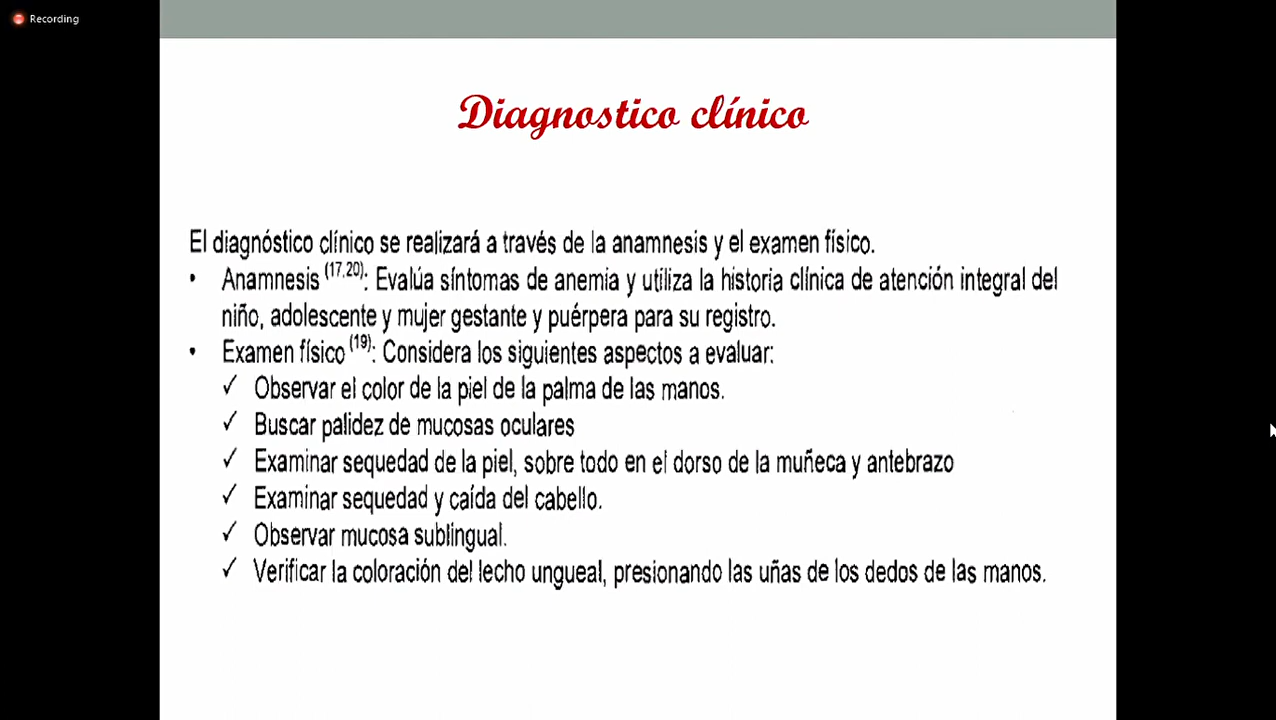 Recording
Diagnostico clínico
El diagnóstico clínico se realizará a través de la anamnesis y el examen físico.
• Anamnesis (17,20): Evalúa síntomas de anemia y utiliza la historia clínica de atención integral del
niño, adolescente y mujer gestante y puérpera para su registro.
• Examen físico (19): Considera los siguientes aspectos a evaluar:
✓ Observar el color de la piel de la palma de las manos.
✓ Buscar palidez de mucosas oculares
✓ Examinar sequedad de la piel, sobre todo en el dorso de la muñeca y antebrazo
✓ Examinar sequedad y caída del cabello.
✓ Observar mucosa sublingual.
✓ Verificar la coloración del lecho ungueal, presionando las uñas de los dedos de las manos.